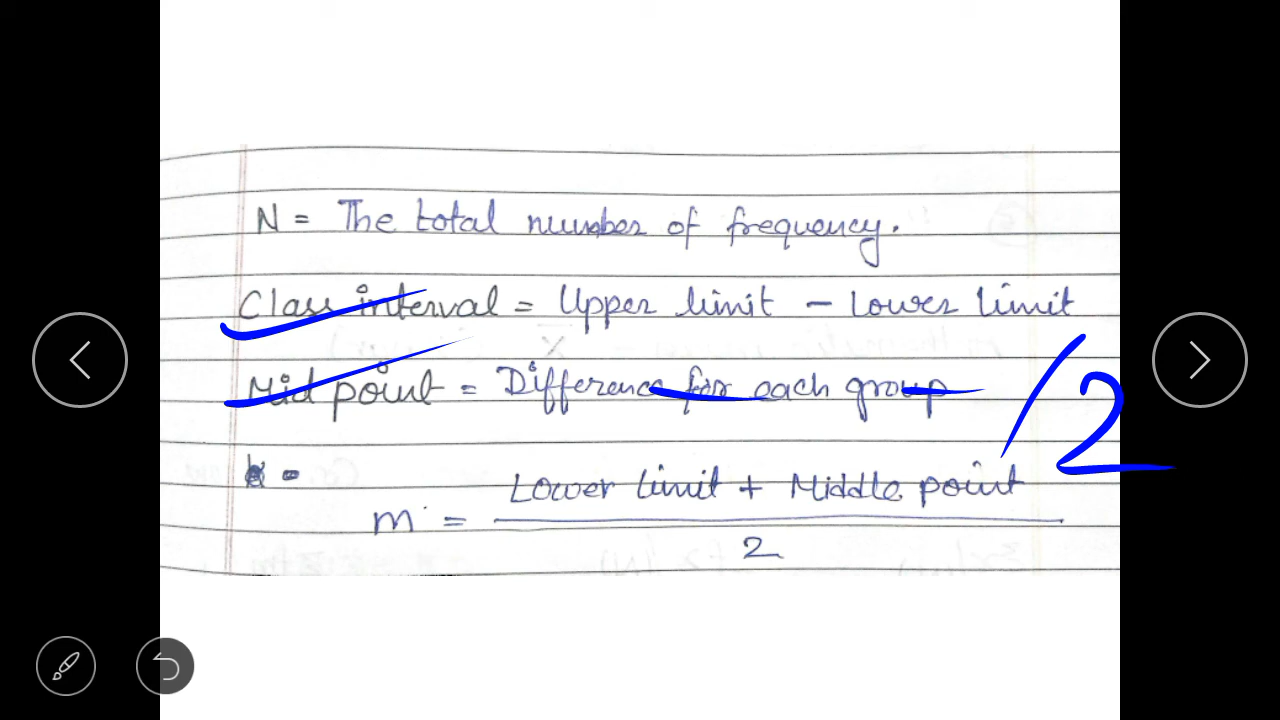 N = The total number of frequency.
Class interval = Upper limit - Lower limit
Mid point = Difference for each group /2
m = Lower limit + Middle point
2